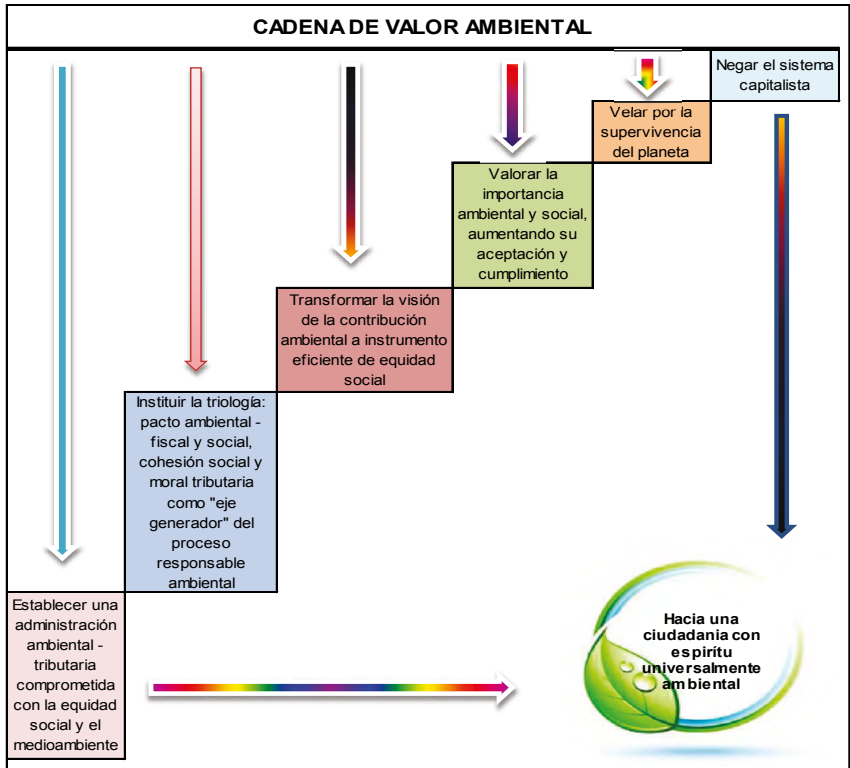 CADENA DE VALOR AMBIENTAL
Negar el sistema
capitalista
Velar por la
supervivencia
del planeta
Valorar la
importancia
ambiental y social,
aumentando su
aceptación y
cumplimiento
Transformar la visión
de la contribución
ambiental a instrumento
eficiente de equidad
social
Instituir la triología:
pacto ambiental -
fiscal y social,
cohesión social y
moral tributaria
como "eje
generador" del
proceso
responsable
ambiental
Establecer una
administración
ambiental -
tributaria
comprometida
con la equidad
social y el
medioambiente
Hacia una
ciudadania con
espirítu
universalmente
ambiental